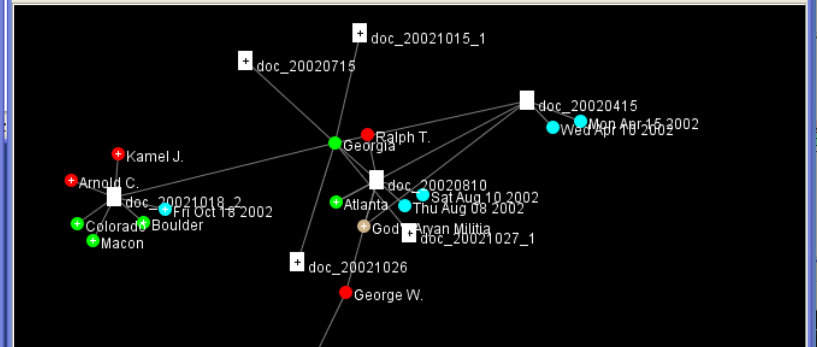 doc_20021015_1
doc_20020715
doc_20020415
Mon Apr 15 2002
Wed Apr 10 2002
Ralph T.
Georgia
Kamel J.
Arnold C.
doc_20020810
Sat Aug 10 2002
doc_20021018_2
Atlanta
Thu Aug 08 2002
Fri Oct 18 2002
Colorado
Boulder
God's Aryan Militia
doc_20021027_1
Macon
doc_20021026
George W.